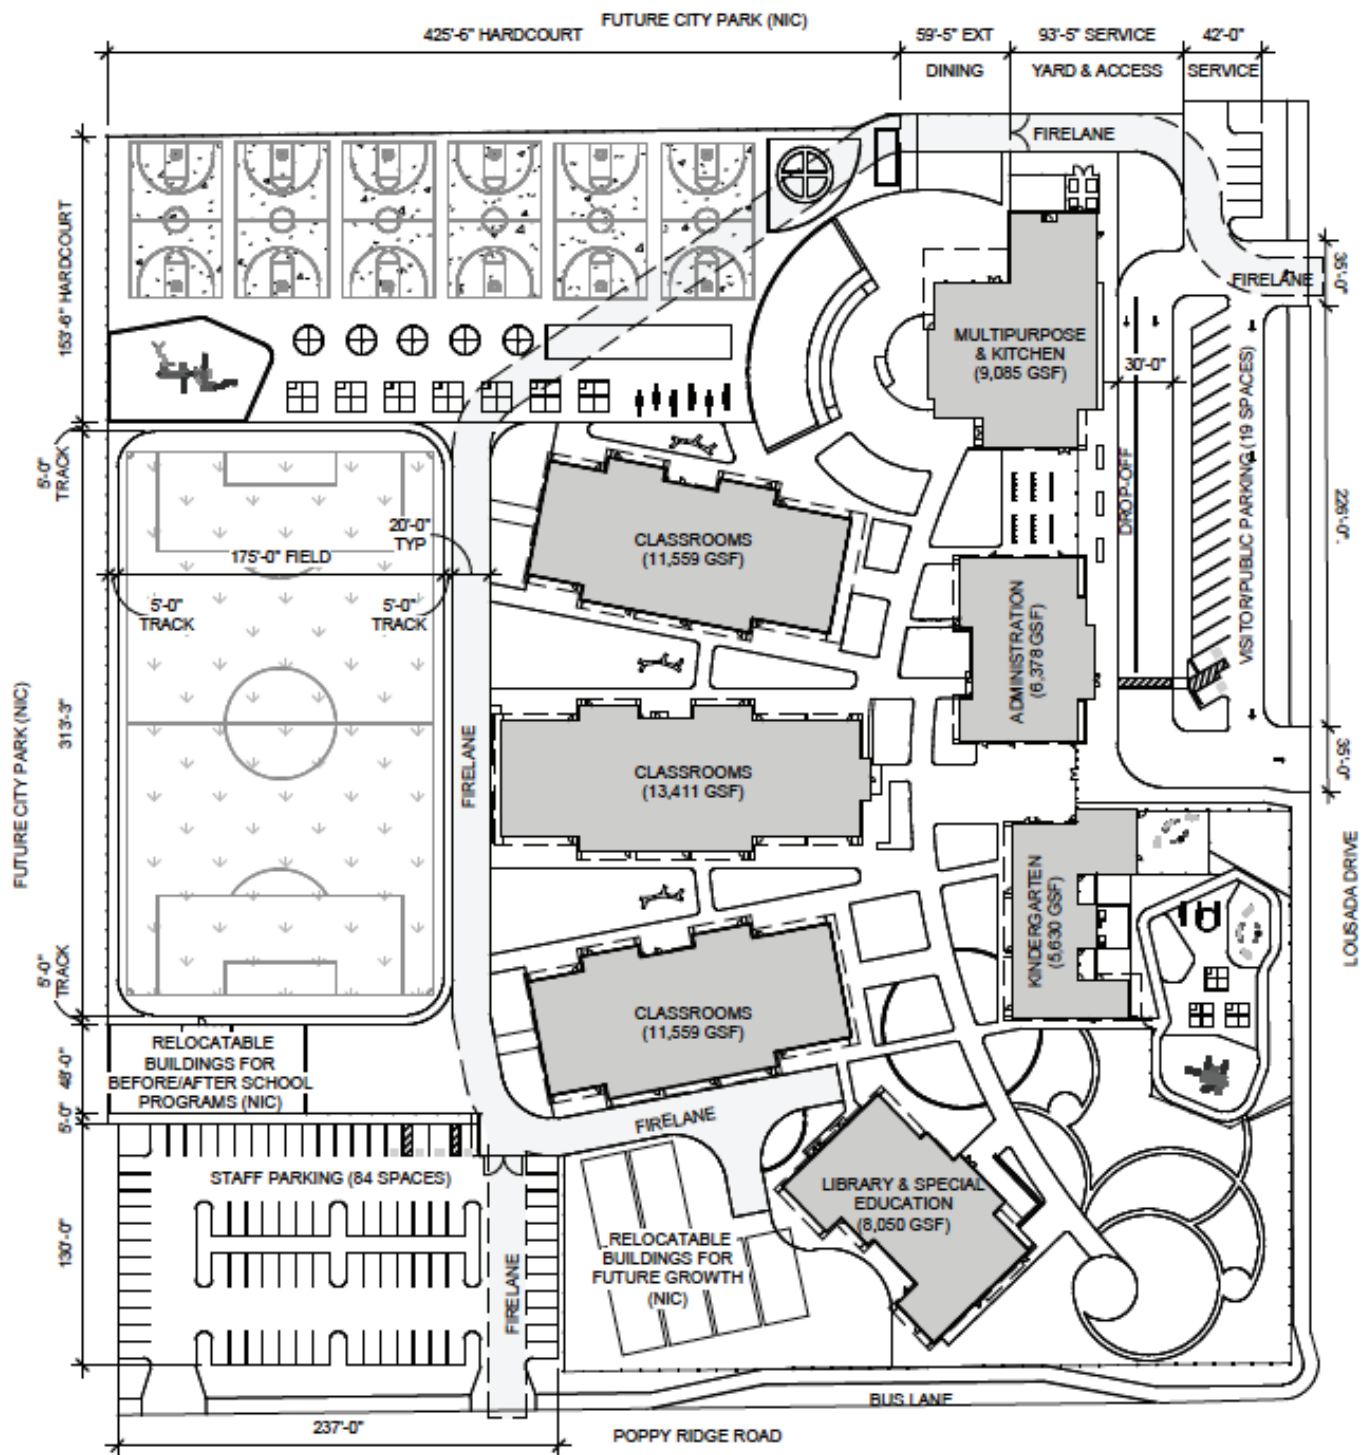 FUTURE CITY PARK (NIC)
425'-6" HARDCOURT
59'-5" EXT
DINING
93'-5" SERVICE
YARD & ACCESS
42'-0"
SERVICE
FIRELANE
153'-6" HARDCOURT
FIRELANE
35'-0"
MULTIPURPOSE
& KITCHEN
(9,085 GSF)
30'-0"
DROP-OFF
VISITOR/PUBLIC PARKING (19 SPACES)
226'-0"
5'-0"
TRACK
20'-0"
TYP
175'-0" FIELD
5'-0"
TRACK
5'-0"
TRACK
CLASSROOMS
(11,559 GSF)
ADMINISTRATION
(6,378 GSF)
FUTURE CITY PARK (NIC)
313'-3"
FIRELANE
CLASSROOMS
(13,411 GSF)
35'-0"
LOUSADA DRIVE
KINDERGARTEN
(5,630 GSF)
5'-0"
TRACK
CLASSROOMS
(11,559 GSF)
48'-0"
RELOCATABLE
BUILDINGS FOR
BEFORE/AFTER SCHOOL
PROGRAMS (NIC)
5'-0"
FIRELANE
STAFF PARKING (84 SPACES)
LIBRARY & SPECIAL
EDUCATION
(8,050 GSF)
130'-0"
FIRELANE
RELOCATABLE
BUILDINGS FOR
FUTURE GROWTH
(NIC)
BUS LANE
237'-0"
POPPY RIDGE ROAD